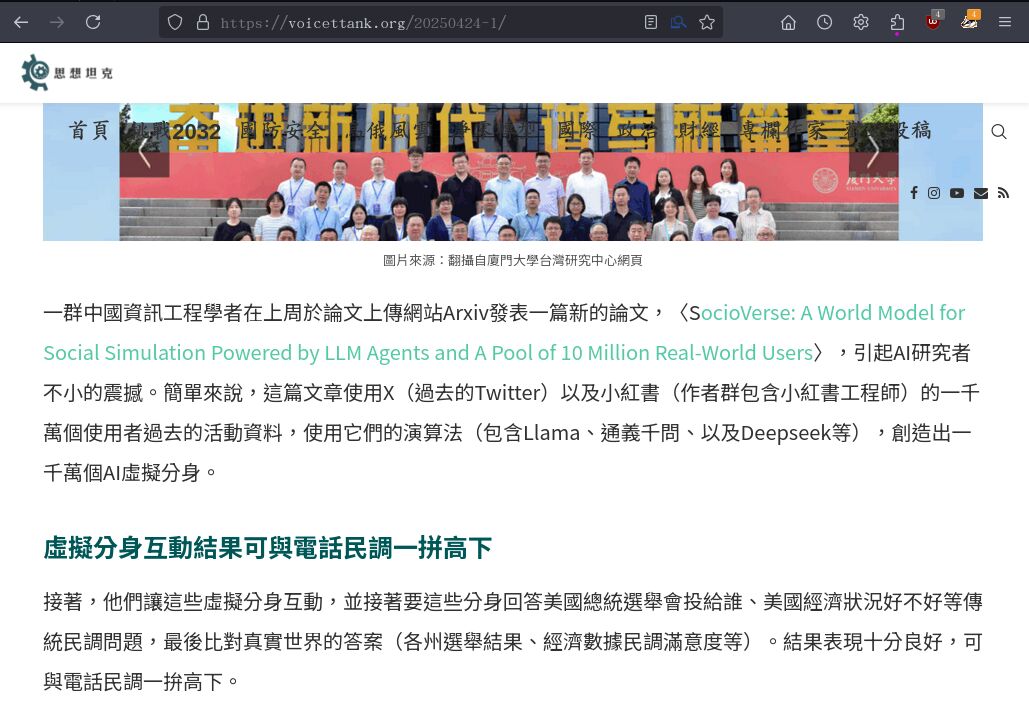 https://voicettank.org/20250424-1/
4
4
思想坦克
奮進新時代
首頁 挑戰2032 國防安全 國際 政治 財經 專欄作家
廈門大學
XIAMEN UNIVERSITY
圖片來源：翻攝自廈門大學台灣研究中心網頁
一群中國資訊工程學者在上周於論文上傳網站Arxiv發表一篇新的論文，〈SocioVerse: A World Model for
Social Simulation Powered by LLM Agents and A Pool of 10 Million Real-World Users〉，引起AI研究者
不小的震撼。簡單來說，這篇文章使用X（過去的Twitter）以及小紅書（作者群包含小紅書工程師）的一千
萬個使用者過去的活動資料，使用它們的演算法（包含Llama、通義千問、以及Deepseek等），創造出一
千萬個AI虛擬分身。
虛擬分身互動結果可與電話民調一拼高下
接著，他們讓這些虛擬分身互動，並接著要這些分身回答美國總統選舉會投給誰、美國經濟狀況好不好等傳
統民調問題，最後比對真實世界的答案（各州選舉結果、經濟數據民調滿意度等）。結果表現十分良好，可
與電話民調一拚高下。